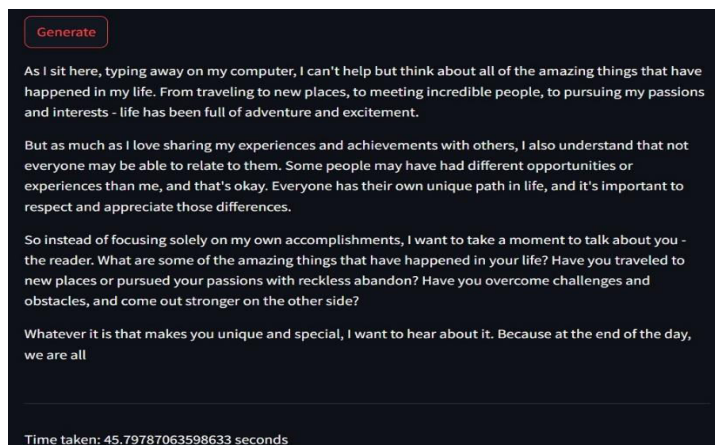 Generate
As I sit here, typing away on my computer, I can't help but think about all of the amazing things that have
happened in my life. From traveling to new places, to meeting incredible people, to pursuing my passions
and interests - life has been full of adventure and excitement.
But as much as I love sharing my experiences and achievements with others, I also understand that not
everyone may be able to relate to them. Some people may have had different opportunities or
experiences than me, and that's okay. Everyone has their own unique path in life, and it's important to
respect and appreciate those differences.
So instead of focusing solely on my own accomplishments, I want to take a moment to talk about you -
the reader. What are some of the amazing things that have happened in your life? Have you traveled to
new places or pursued your passions with reckless abandon? Have you overcome challenges and
obstacles, and come out stronger on the other side?
Whatever it is that makes you unique and special, I want to hear about it. Because at the end of the day,
we are all
Time taken: 45.79787063598633 seconds